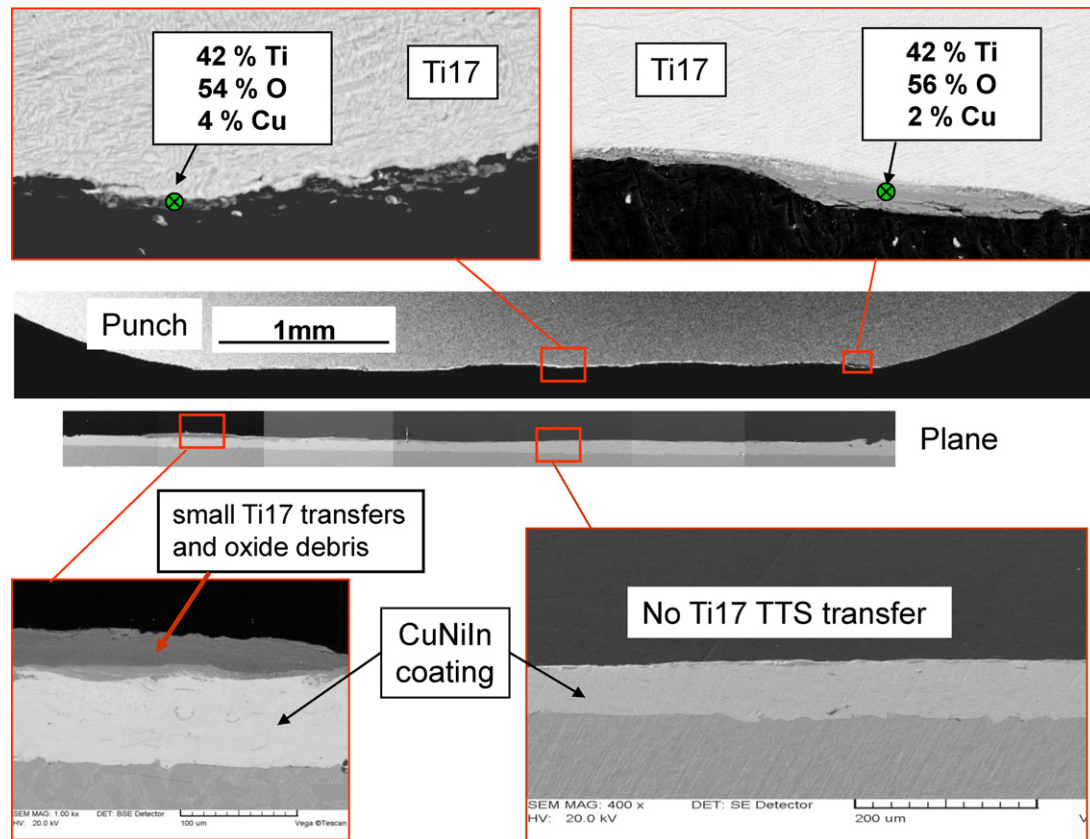 42 % Ti
54 % O
4 % Cu
Ti17
Ti17
42 % Ti
56 % O
2 % Cu
Punch
1mm
Plane
small Ti17 transfers
and oxide debris
CuNiIn
coating
No Ti17 TTS transfer
SEM MAG: 1.00 kx
DET: BSE Detector
HV: 20.0 kV
100 um
Vega ©Tescan
SEM MAG: 400 x
DET: SE Detector
HV: 20.0 kV
200 um
V